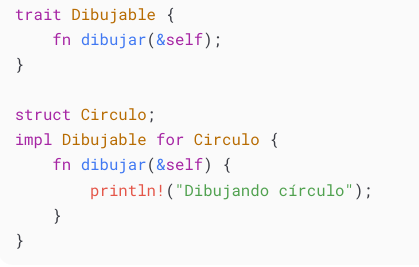 trait Dibujable {
    fn dibujar(&self);
}

struct Circulo;
impl Dibujable for Circulo {
    fn dibujar(&self) {
        println!("Dibujando círculo");
    }
}